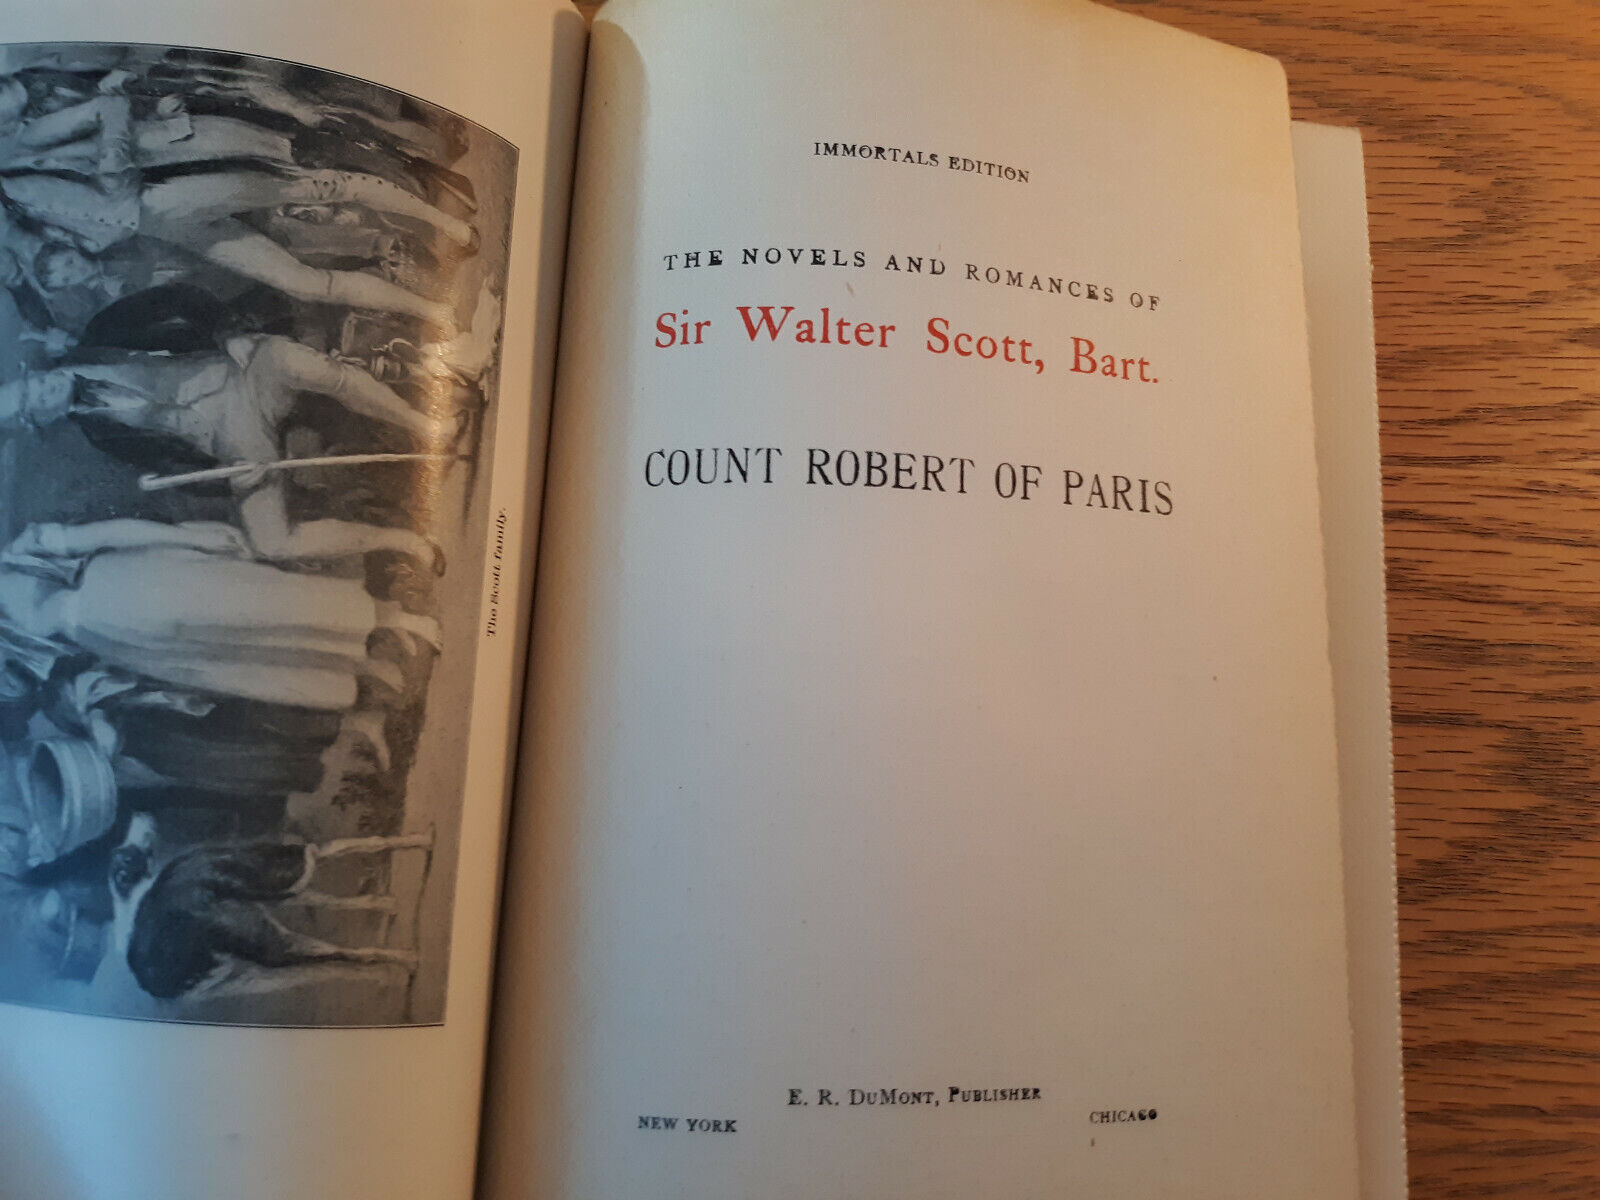 The Scott family.
IMMORTALS EDITION
THE NOVELS AND ROMANCES OF
Sir Walter Scott, Bart.
COUNT ROBERT OF PARIS
E. R. DuMont, Publisher
NEW YORK CHICAGO